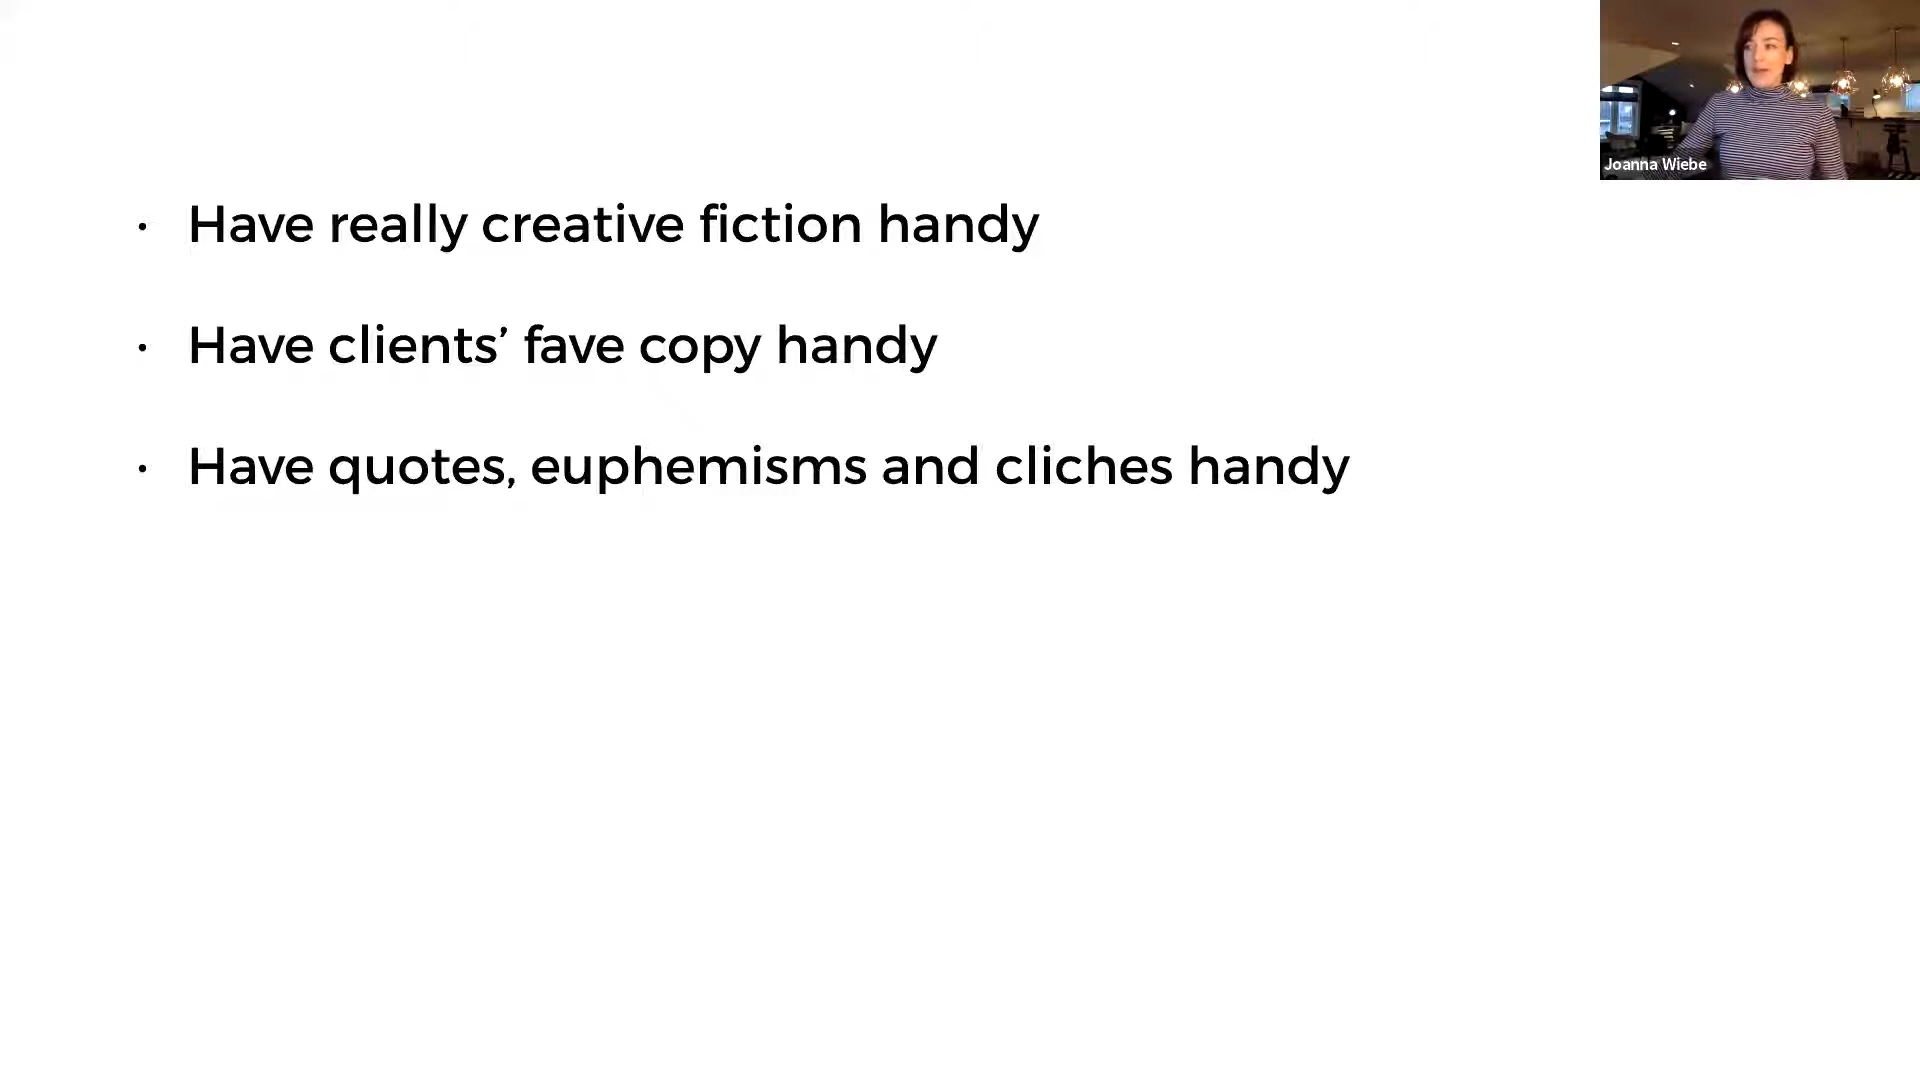 Joanna Wiebe
• Have really creative fiction handy
• Have clients’ fave copy handy
• Have quotes, euphemisms and cliches handy